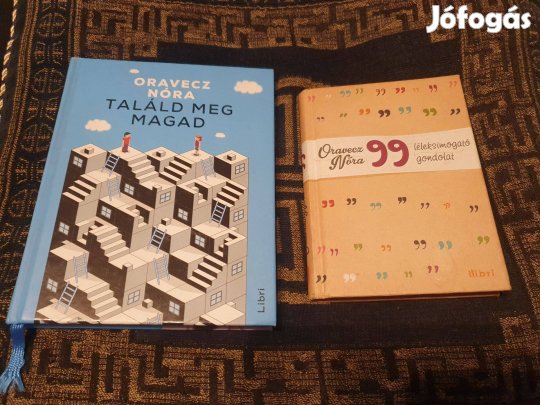 Jófogás
ORAVECZ
NÓRA
TALÁLD MEG
MAGAD
Libri
Oravecz
Nóra
99
léleksimogató
gondolat
libri